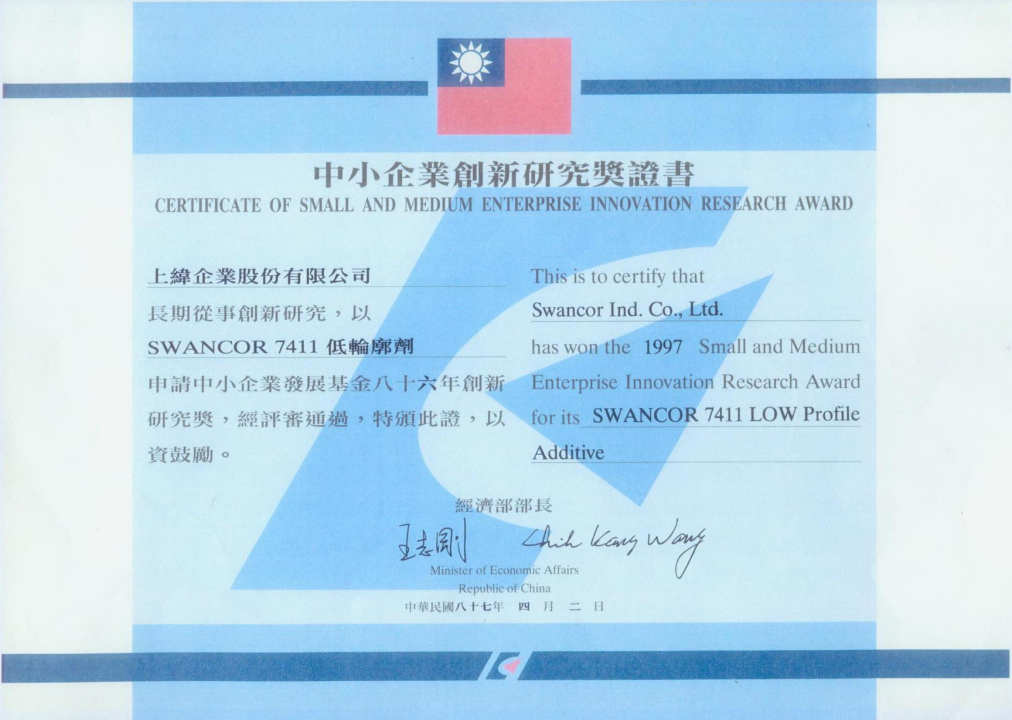 中小企業創新研究獎證書
CERTIFICATE OF SMALL AND MEDIUM ENTERPRISE INNOVATION RESEARCH AWARD
上緯企業股份有限公司
長期從事創新研究，以
SWANCOR 7411 低輪廓劑
申請中小企業發展基金八十六年創新
研究獎，經評審通過，特頒此證，以
資鼓勵。
This is to certify that
Swancor Ind. Co., Ltd.
has won the 1997 Small and Medium
Enterprise Innovation Research Award
for its SWANCOR 7411 LOW Profile
Additive
經濟部部長
王志剛 Chih Kang Wang
Minister of Economic Affairs
Republic of China
中華民國八十七年 四 月 二 日